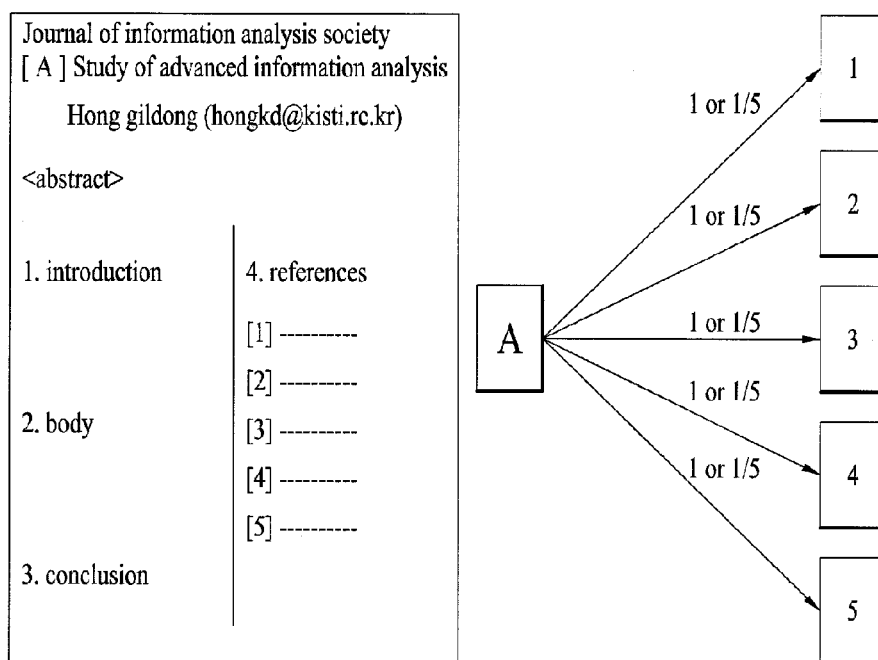 Journal of information analysis society
[ A ] Study of advanced information analysis
Hong gildong (hongkd@kisti.rc.kr)
<abstract>
1. introduction
2. body
3. conclusion
4. references
[1] ----------
[2] ----------
[3] ----------
[4] ----------
[5] ----------
A
1 or 1/5
1 or 1/5
1 or 1/5
1 or 1/5
1 or 1/5
1
2
3
4
5